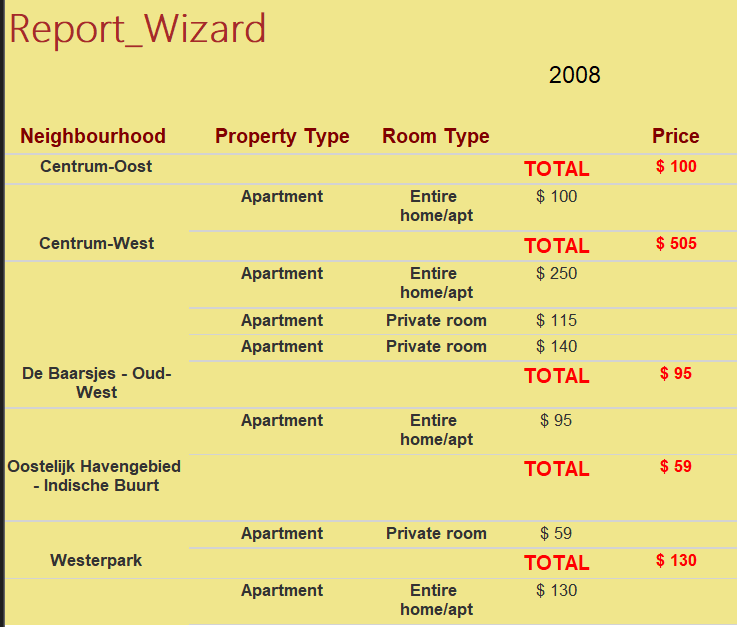 Report_Wizard
2008
Neighbourhood Property Type Room Type Price
Centrum-Oost TOTAL $ 100
Apartment Entire home/apt $ 100
Centrum-West TOTAL $ 505
Apartment Entire home/apt $ 250
Apartment Private room $ 115
Apartment Private room $ 140
De Baarsjes - Oud-West TOTAL $ 95
Apartment Entire home/apt $ 95
Oostelijk Havengebied - Indische Buurt TOTAL $ 59
Apartment Private room $ 59
Westerpark TOTAL $ 130
Apartment Entire home/apt $ 130